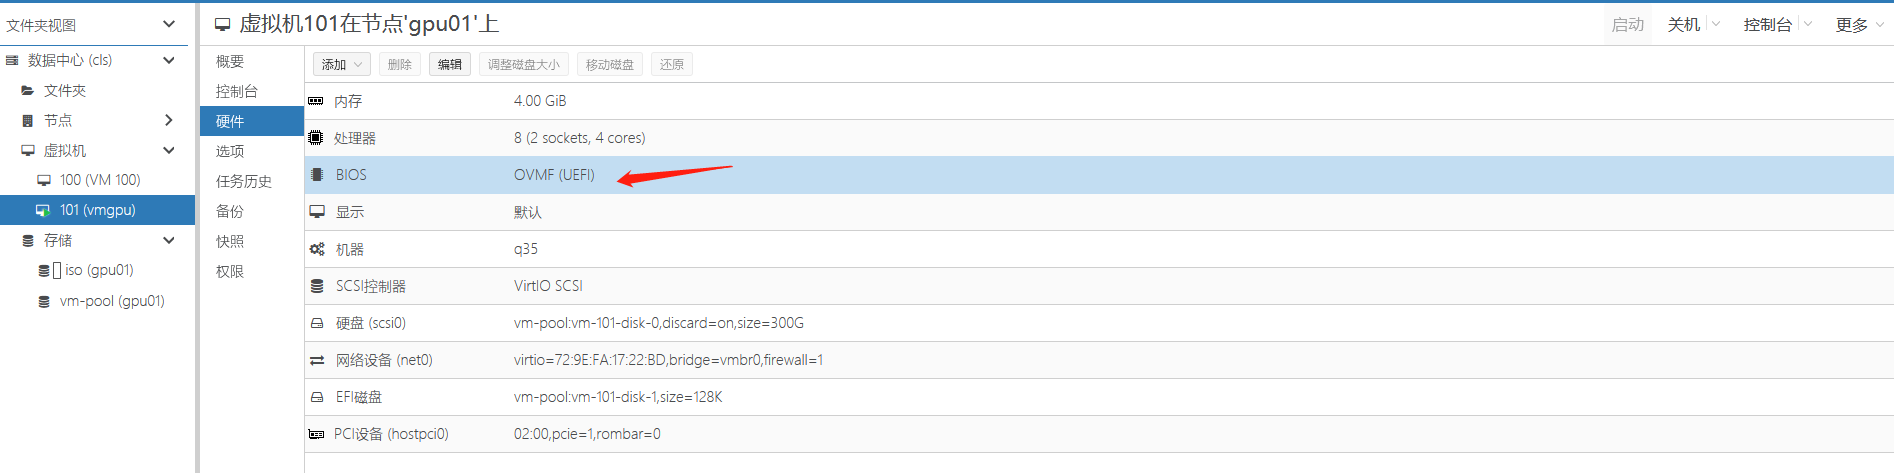 文件夹视图
数据中心 (cls)
文件夹
节点
虚拟机
100 (VM 100)
101 (vmgpu)
存储
iso (gpu01)
vm-pool (gpu01)
虚拟机101在节点'gpu01'上
启动
关机
控制台
更多
概要
控制台
硬件
选项
任务历史
备份
快照
权限
添加
删除
编辑
调整磁盘大小
移动磁盘
还原
内存 4.00 GiB
处理器 8 (2 sockets, 4 cores)
BIOS OVMF (UEFI)
显示 默认
机器 q35
SCSI控制器 VirtIO SCSI
硬盘 (scsi0) vm-pool:vm-101-disk-0,discard=on,size=300G
网络设备 (net0) virtio=72:9E:FA:17:22:BD,bridge=vmbr0,firewall=1
EFI磁盘 vm-pool:vm-101-disk-1,size=128K
PCI设备 (hostpci0) 02:00,pcie=1,rombar=0